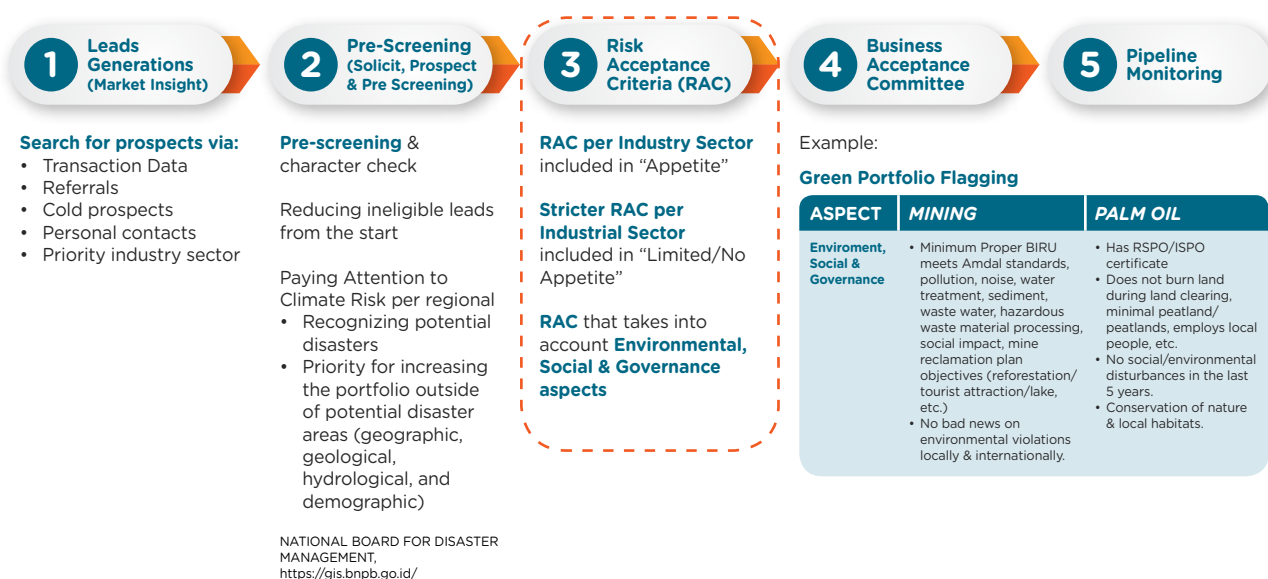 1
Leads
Generations
(Market Insight)
2
Pre-Screening
(Solicit, Prospect
& Pre Screening)
3
Risk
Acceptance
Criteria (RAC)
4
Business
Acceptance
Committee
5
Pipeline
Monitoring
Search for prospects via:
• Transaction Data
• Referrals
• Cold prospects
• Personal contacts
• Priority industry sector
Pre-screening &
character check
Reducing ineligible leads
from the start
Paying Attention to
Climate Risk per regional
• Recognizing potential
disasters
• Priority for increasing
the portfolio outside
of potential disaster
areas (geographic,
geological,
hydrological, and
demographic)
NATIONAL BOARD FOR DISASTER
MANAGEMENT,
https://gis.bnpb.go.id/
RAC per Industry Sector
included in “Appetite”
Stricter RAC per
Industrial Sector
included in “Limited/No
Appetite”
RAC that takes into
account Environmental,
Social & Governance
aspects
Example:
Green Portfolio Flagging
ASPECT
MINING
PALM OIL
Enviroment,
Social &
Governance
• Minimum Proper BIRU
meets Amdal standards,
pollution, noise, water
treatment, sediment,
waste water, hazardous
waste material processing,
social impact, mine
reclamation plan
objectives (reforestation/
tourist attraction/lake,
etc.)
• No bad news on
environmental violations
locally & internationally.
• Has RSPO/ISPO
certificate
• Does not burn land
during land clearing,
minimal peatland/
peatlands, employs local
people, etc.
• No social/environmental
disturbances in the last
5 years.
• Conservation of nature
& local habitats.